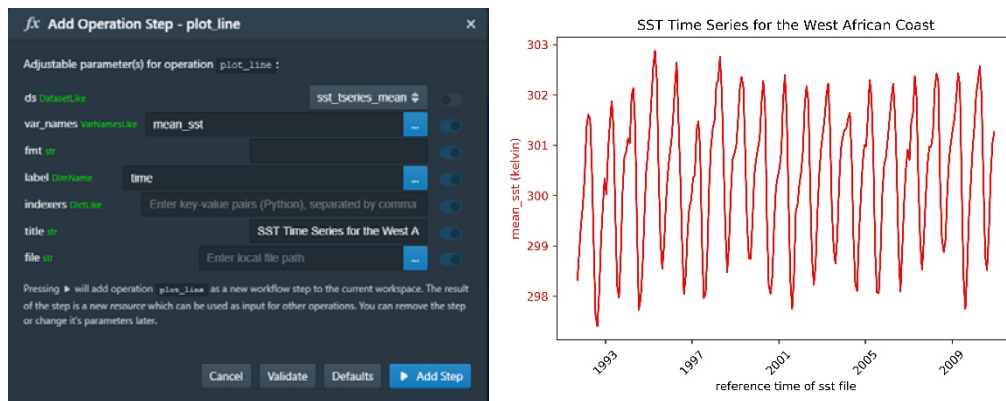 fx Add Operation Step - plot_line ×
Adjustable parameter(s) for operation plot_line :
ds DatasetLike sst_tseries_mean
var_names VarNamesLike mean_sst ...
fmt str
label DimName time ...
indexers DictLike Enter key-value pairs (Python), separated by comma
title str SST Time Series for the West A
file str Enter local file path ...
Pressing ▶ will add operation plot_line as a new workflow step to the current workspace. The result
of the step is a new resource which can be used as input for other operations. You can remove the step
or change it's parameters later.
Cancel Validate Defaults ▶ Add Step
SST Time Series for the West African Coast
303
302
301
300
299
298
mean_sst (kelvin)
1993 1997 2001 2005 2009
reference time of sst file